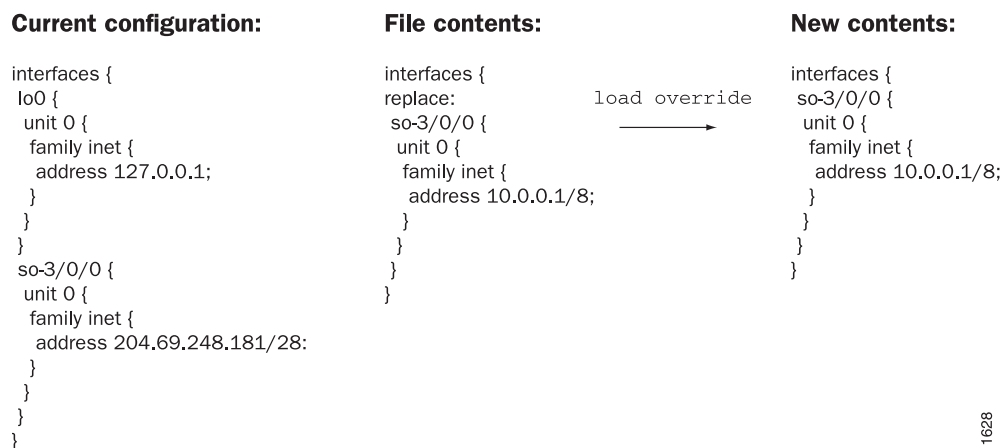 Current configuration:
interfaces {
lo0 {
unit 0 {
family inet {
address 127.0.0.1;
}
}
}
so-3/0/0 {
unit 0 {
family inet {
address 204.69.248.181/28:
}
}
}
}
File contents:
interfaces {
replace:
so-3/0/0 {
unit 0 {
family inet {
address 10.0.0.1/8;
}
}
}
}
load override
New contents:
interfaces {
so-3/0/0 {
unit 0 {
family inet {
address 10.0.0.1/8;
}
}
}
}
1628